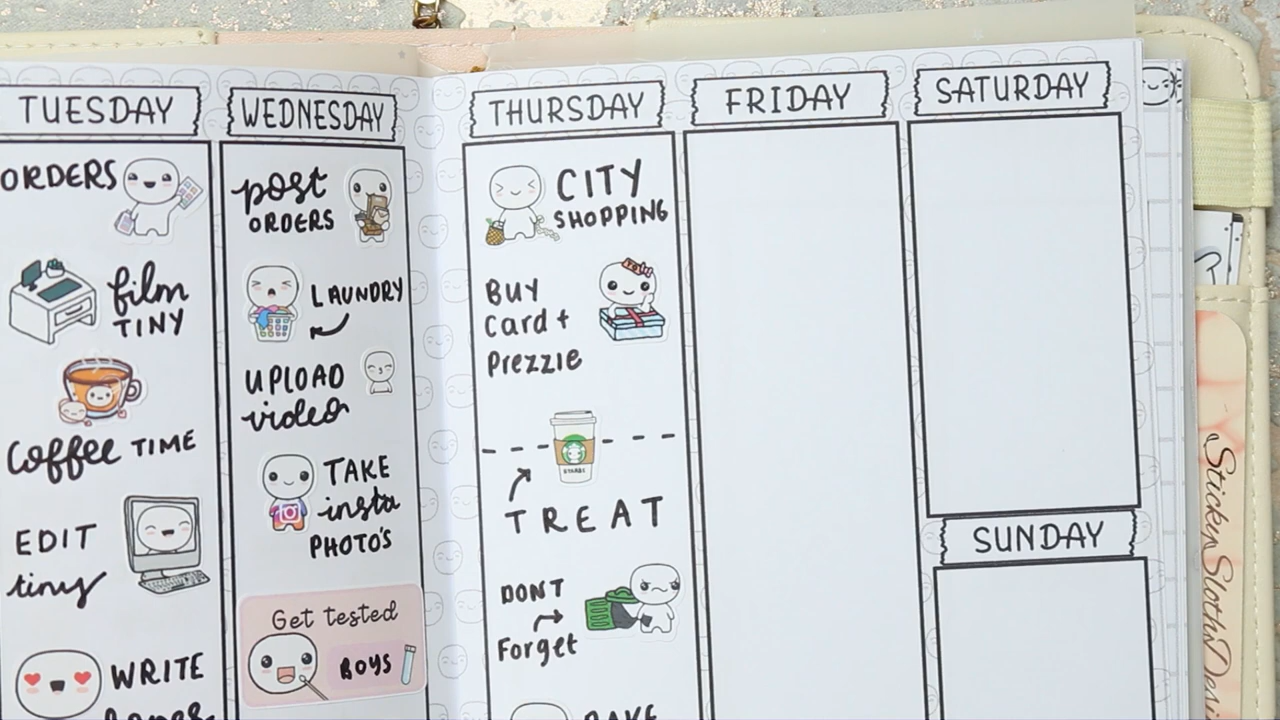 TUESDAY
ORDERS
film
TINY
Coffee TIME
EDIT
tiny
WRITE
WEDNESDAY
post
ORDERS
LAUNDRY
UPLOAD
video
TAKE
insta
PHOTO'S
Get tested
BOYS
THURSDAY
CITY
SHOPPING
BUY
Card +
Prezzie
TREAT
DONT
Forget
FRIDAY
SATURDAY
SUNDAY